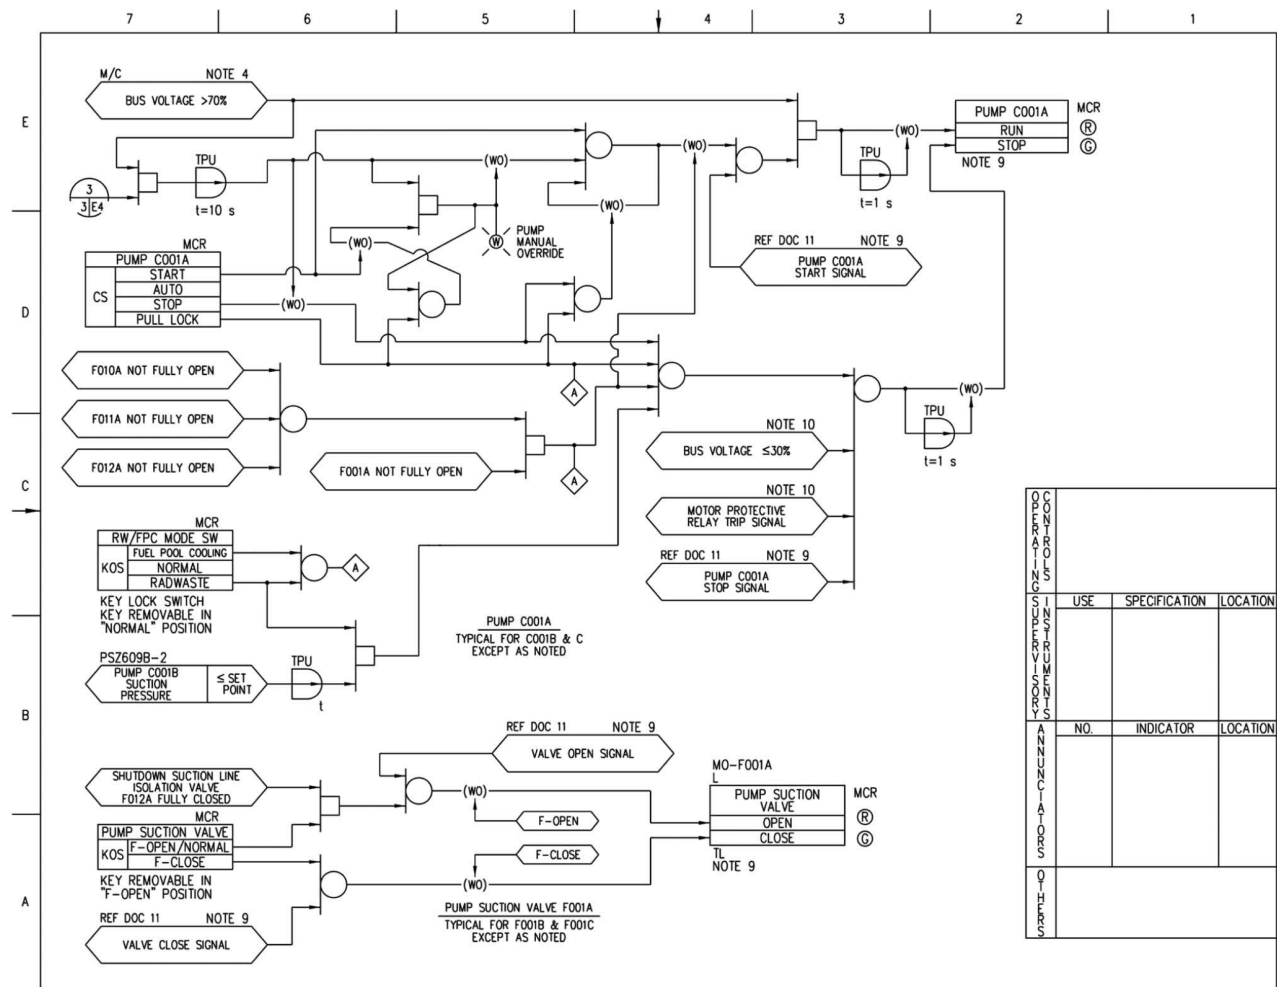 7 6 5 4 3 2 1
E
D
C
B
A
M/C NOTE 4
BUS VOLTAGE >70%
3
3 E4
TPU
t=10 s
(WO)
(WO)
(WO)
(WO)
(WO)
(WO)
W
PUMP
MANUAL
OVERRIDE
TPU
t=1 s
(WO)
PUMP C001A
RUN
STOP
MCR
R
G
NOTE 9
REF DOC 11 NOTE 9
PUMP C001A
START SIGNAL
MCR
PUMP C001A
CS
START
AUTO
STOP
PULL LOCK
F010A NOT FULLY OPEN
F011A NOT FULLY OPEN
F012A NOT FULLY OPEN
F001A NOT FULLY OPEN
A
A
NOTE 10
BUS VOLTAGE ≤30%
NOTE 10
MOTOR PROTECTIVE
RELAY TRIP SIGNAL
REF DOC 11 NOTE 9
PUMP C001A
STOP SIGNAL
TPU
t=1 s
(WO)
MCR
RW/FPC MODE SW
KOS
FUEL POOL COOLING
NORMAL
RADWASTE
A
KEY LOCK SWITCH
KEY REMOVABLE IN
"NORMAL" POSITION
PUMP C001A
TYPICAL FOR C001B & C
EXCEPT AS NOTED
PSZ609B-2
PUMP C001B
SUCTION
PRESSURE
≤ SET
POINT
TPU
t
REF DOC 11 NOTE 9
VALVE OPEN SIGNAL
SHUTDOWN SUCTION LINE
ISOLATION VALVE
F012A FULLY CLOSED
MCR
PUMP SUCTION VALVE
KOS
F-OPEN/NORMAL
F-CLOSE
KEY REMOVABLE IN
"F-OPEN" POSITION
REF DOC 11 NOTE 9
VALVE CLOSE SIGNAL
(WO)
F-OPEN
F-CLOSE
(WO)
PUMP SUCTION VALVE F001A
TYPICAL FOR F001B & F001C
EXCEPT AS NOTED
MO-F001A
L
PUMP SUCTION
VALVE
OPEN
CLOSE
MCR
R
G
TL
NOTE 9
OPERATING
CONTROLS
SUPERVISORY
INSTRUMENTS
USE SPECIFICATION LOCATION
ANNUNCIATORS
NO. INDICATOR LOCATION
OTHERS